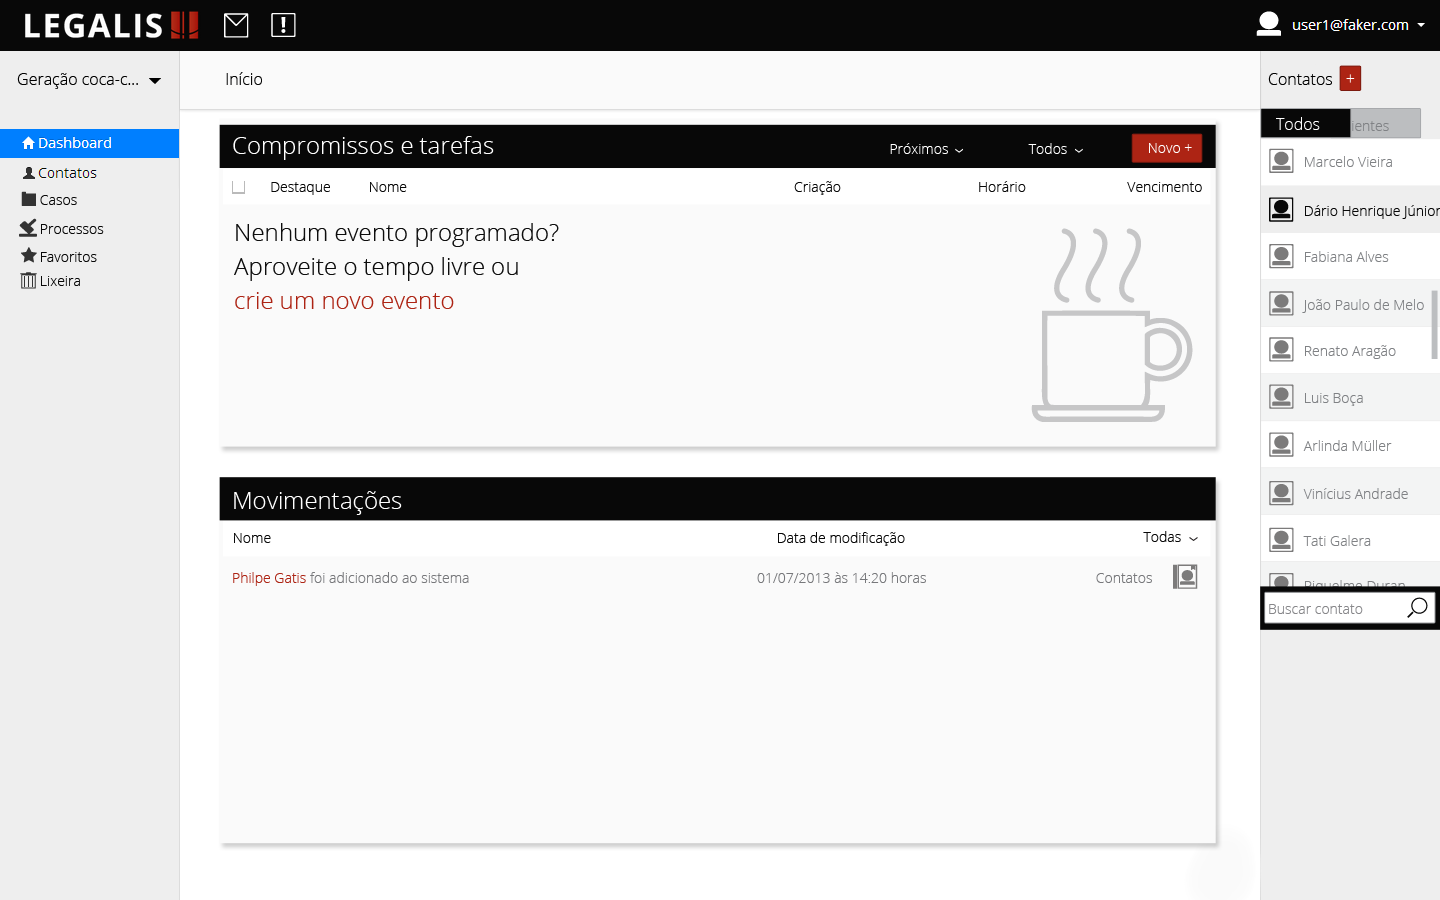 LEGALIS
user1@faker.com
Geração coca-c...
Início
Contatos +
Dashboard
Contatos
Casos
Processos
Favoritos
Lixeira
Compromissos e tarefas
Próximos
Todos
Novo +
Destaque
Nome
Criação
Horário
Vencimento
Nenhum evento programado?
Aproveite o tempo livre ou
crie um novo evento
Movimentações
Nome
Data de modificação
Todas
Philpe Gatis foi adicionado ao sistema
01/07/2013 às 14:20 horas
Contatos
Todos
Marcelo Vieira
Dário Henrique Júnior
Fabiana Alves
João Paulo de Melo
Renato Aragão
Luis Boça
Arlinda Müller
Vinícius Andrade
Tati Galera
Riquelme Duran
Buscar contato